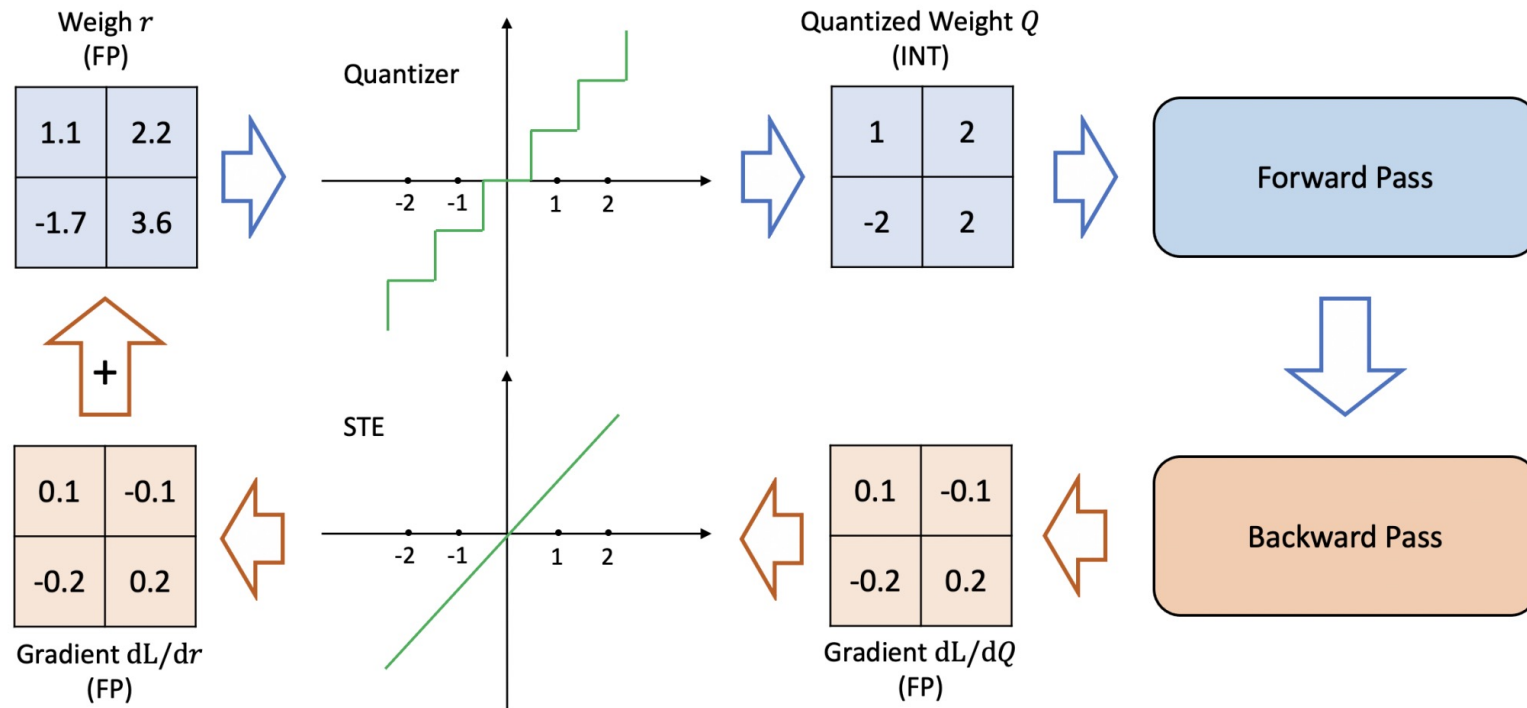 Weigh r
(FP)
1.1 2.2
-1.7 3.6
Quantizer
-2 -1 1 2
Quantized Weight Q
(INT)
1 2
-2 2
Forward Pass
+
0.1 -0.1
-0.2 0.2
Gradient dL/dr
(FP)
STE
-2 -1 1 2
0.1 -0.1
-0.2 0.2
Gradient dL/dQ
(FP)
Backward Pass